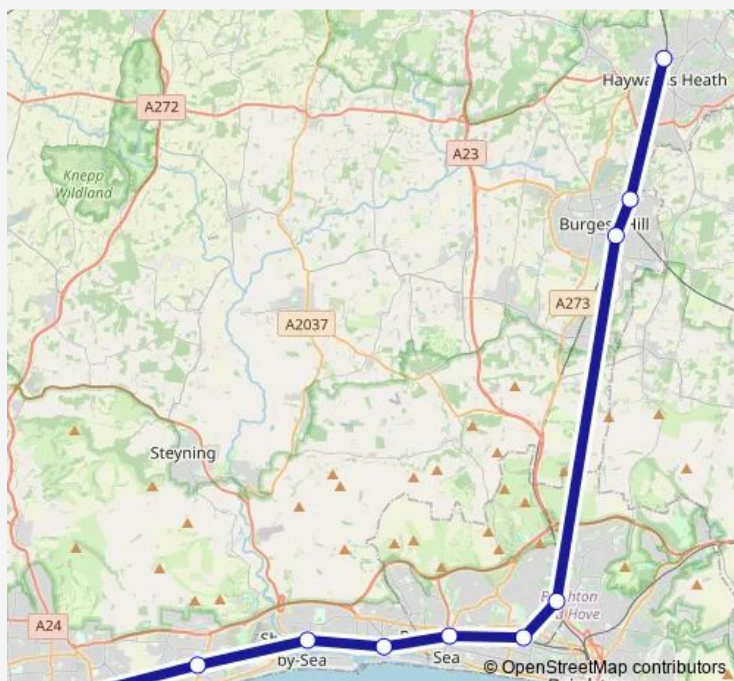 Haywards Heath
A272
A23
Knepp
Wildland
Burgess Hill
A273
A2037
Steyning
A24
by-Sea
Sea
© OpenStreetMap contributors